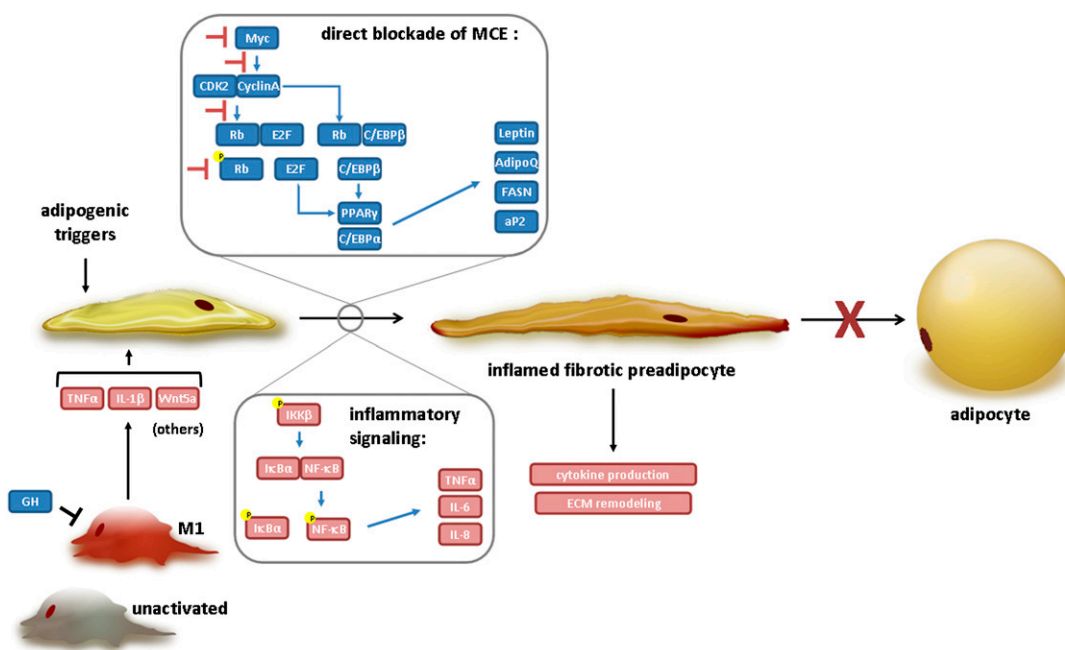 direct blockade of MCE :
Myc
CDK2 CyclinA
Rb E2F Rb C/EBPβ
P
Rb E2F C/EBPβ
PPARγ
C/EBPα
Leptin
AdipoQ
FASN
aP2
adipogenic
triggers
inflamed fibrotic preadipocyte
X
adipocyte
TNFα IL-1β Wnt5a
(others)
GH
M1
unactivated
inflammatory
signaling:
P
IKKβ
IκBα NF-κB
P
IκBα
P
NF-κB
TNFα
IL-6
IL-8
cytokine production
ECM remodeling